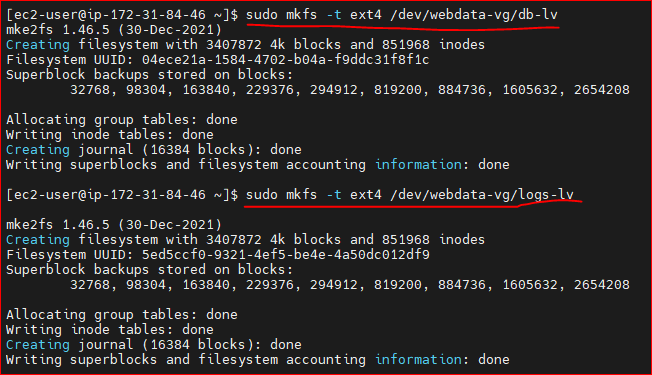 [ec2-user@ip-172-31-84-46 ~]$ sudo mkfs -t ext4 /dev/webdata-vg/db-lv
mke2fs 1.46.5 (30-Dec-2021)
Creating filesystem with 3407872 4k blocks and 851968 inodes
Filesystem UUID: 04ece21a-1584-4702-b04a-f9ddc31f8f1c
Superblock backups stored on blocks:
        32768, 98304, 163840, 229376, 294912, 819200, 884736, 1605632, 2654208
Allocating group tables: done
Writing inode tables: done
Creating journal (16384 blocks): done
Writing superblocks and filesystem accounting information: done
[ec2-user@ip-172-31-84-46 ~]$ sudo mkfs -t ext4 /dev/webdata-vg/logs-lv
mke2fs 1.46.5 (30-Dec-2021)
Creating filesystem with 3407872 4k blocks and 851968 inodes
Filesystem UUID: 5ed5ccf0-9321-4ef5-be4e-4a50dc012df9
Superblock backups stored on blocks:
        32768, 98304, 163840, 229376, 294912, 819200, 884736, 1605632, 2654208
Allocating group tables: done
Writing inode tables: done
Creating journal (16384 blocks): done
Writing superblocks and filesystem accounting information: done